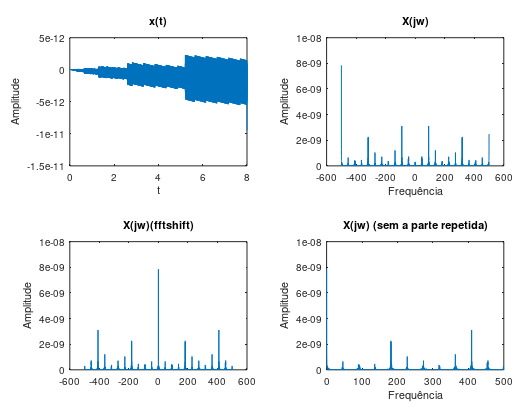 x(t)
5e-12
0
-5e-12
-1e-11
-1.5e-11
Amplitude
0 2 4 6 8
t
X(jw)
1e-08
8e-09
6e-09
4e-09
2e-09
0
Amplitude
-600 -400 -200 0 200 400 600
Frequência
X(jw)(fftshift)
1e-08
8e-09
6e-09
4e-09
2e-09
0
Amplitude
-600 -400 -200 0 200 400 600
X(jw) (sem a parte repetida)
1e-08
8e-09
6e-09
4e-09
2e-09
0
Amplitude
0 100 200 300 400 500
Frequência